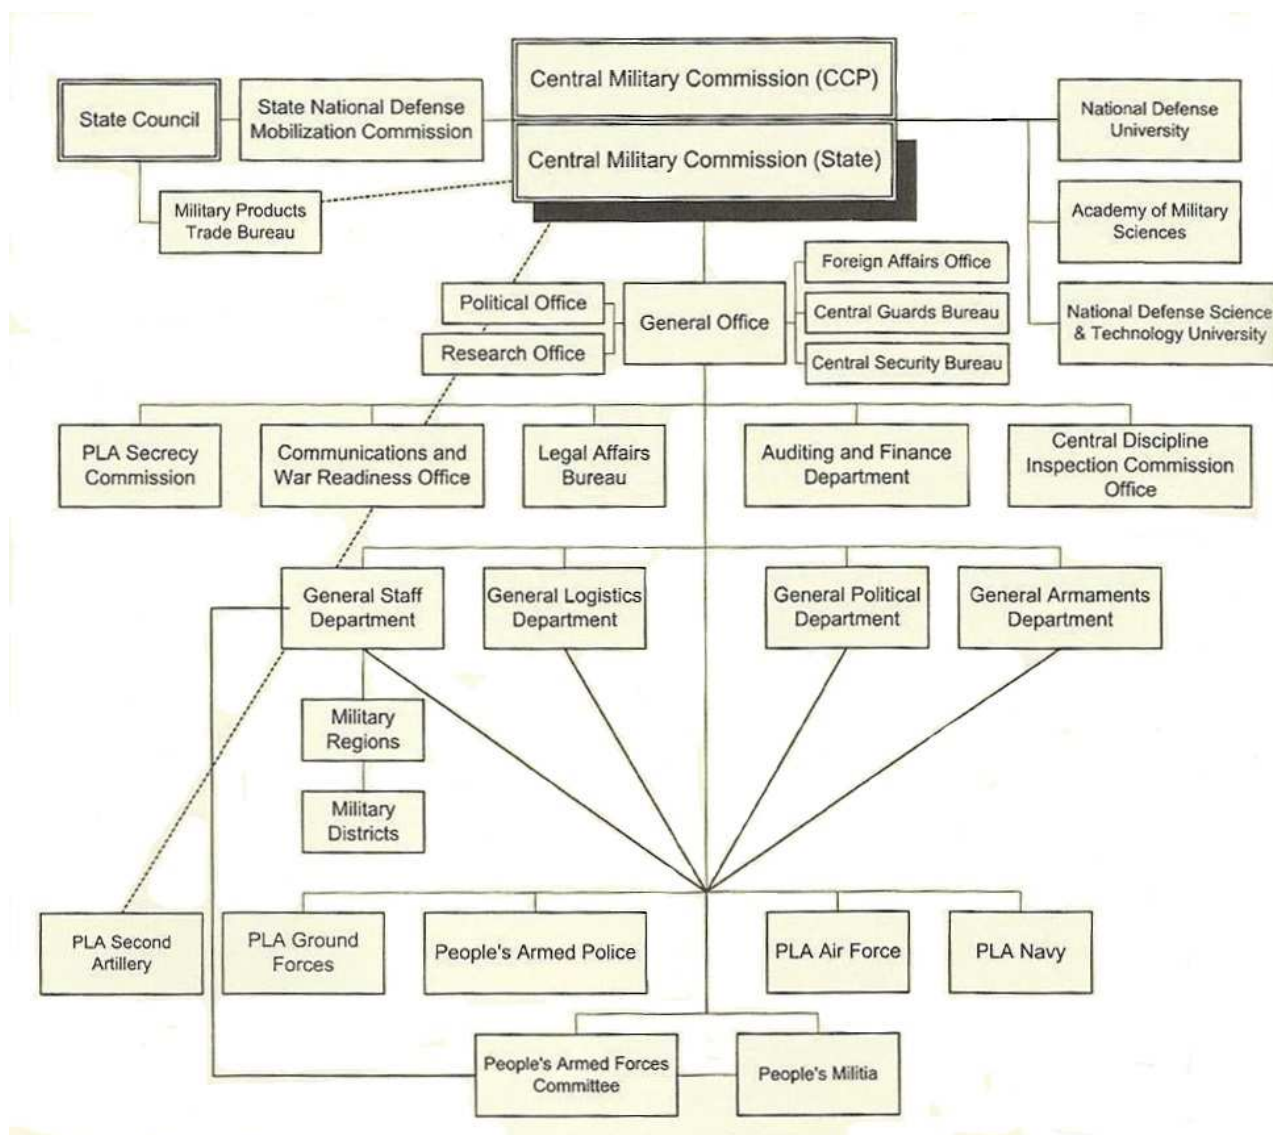 Central Military Commission (CCP)
State Council
State National Defense
Mobilization Commission
National Defense
University
Central Military Commission (State)
Military Products
Trade Bureau
Academy of Military
Sciences
Foreign Affairs Office
Political Office
General Office
Central Guards Bureau
National Defense Science
& Technology University
Research Office
Central Security Bureau
PLA Secrecy
Commission
Communications and
War Readiness Office
Legal Affairs
Bureau
Auditing and Finance
Department
Central Discipline
Inspection Commission
Office
General Staff
Department
General Logistics
Department
General Political
Department
General Armaments
Department
Military
Regions
Military
Districts
PLA Second
Artillery
PLA Ground
Forces
People's Armed Police
PLA Air Force
PLA Navy
People's Armed Forces
Committee
People's Militia